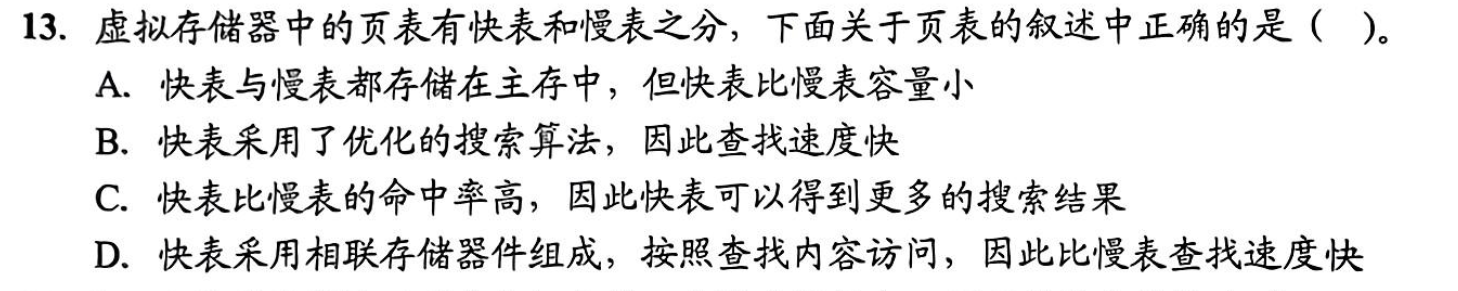 13. 虚拟存储器中的页表有快表和慢表之分，下面关于页表的叙述中正确的是（ ）。
A. 快表与慢表都存储在主存中，但快表比慢表容量小
B. 快表采用了优化的搜索算法，因此查找速度快
C. 快表比慢表的命中率高，因此快表可以得到更多的搜索结果
D. 快表采用相联存储器件组成，按照查找内容访问，因此比慢表查找速度快